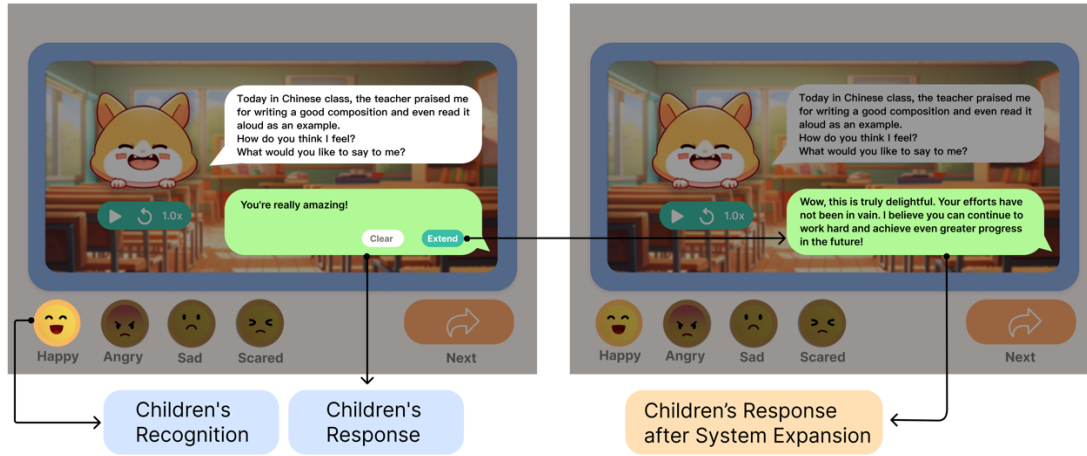 Today in Chinese class, the teacher praised me
for writing a good composition and even read it
aloud as an example.
How do you think I feel?
What would you like to say to me?
You're really amazing!
Clear
Extend
1.0x
Happy
Angry
Sad
Scared
Next
Children's
Recognition
Children's
Response
Today in Chinese class, the teacher praised me
for writing a good composition and even read it
aloud as an example.
How do you think I feel?
What would you like to say to me?
Wow, this is truly delightful. Your efforts have
not been in vain. I believe you can continue to
work hard and achieve even greater progress
in the future!
1.0x
Happy
Angry
Sad
Scared
Next
Children’s Response
after System Expansion